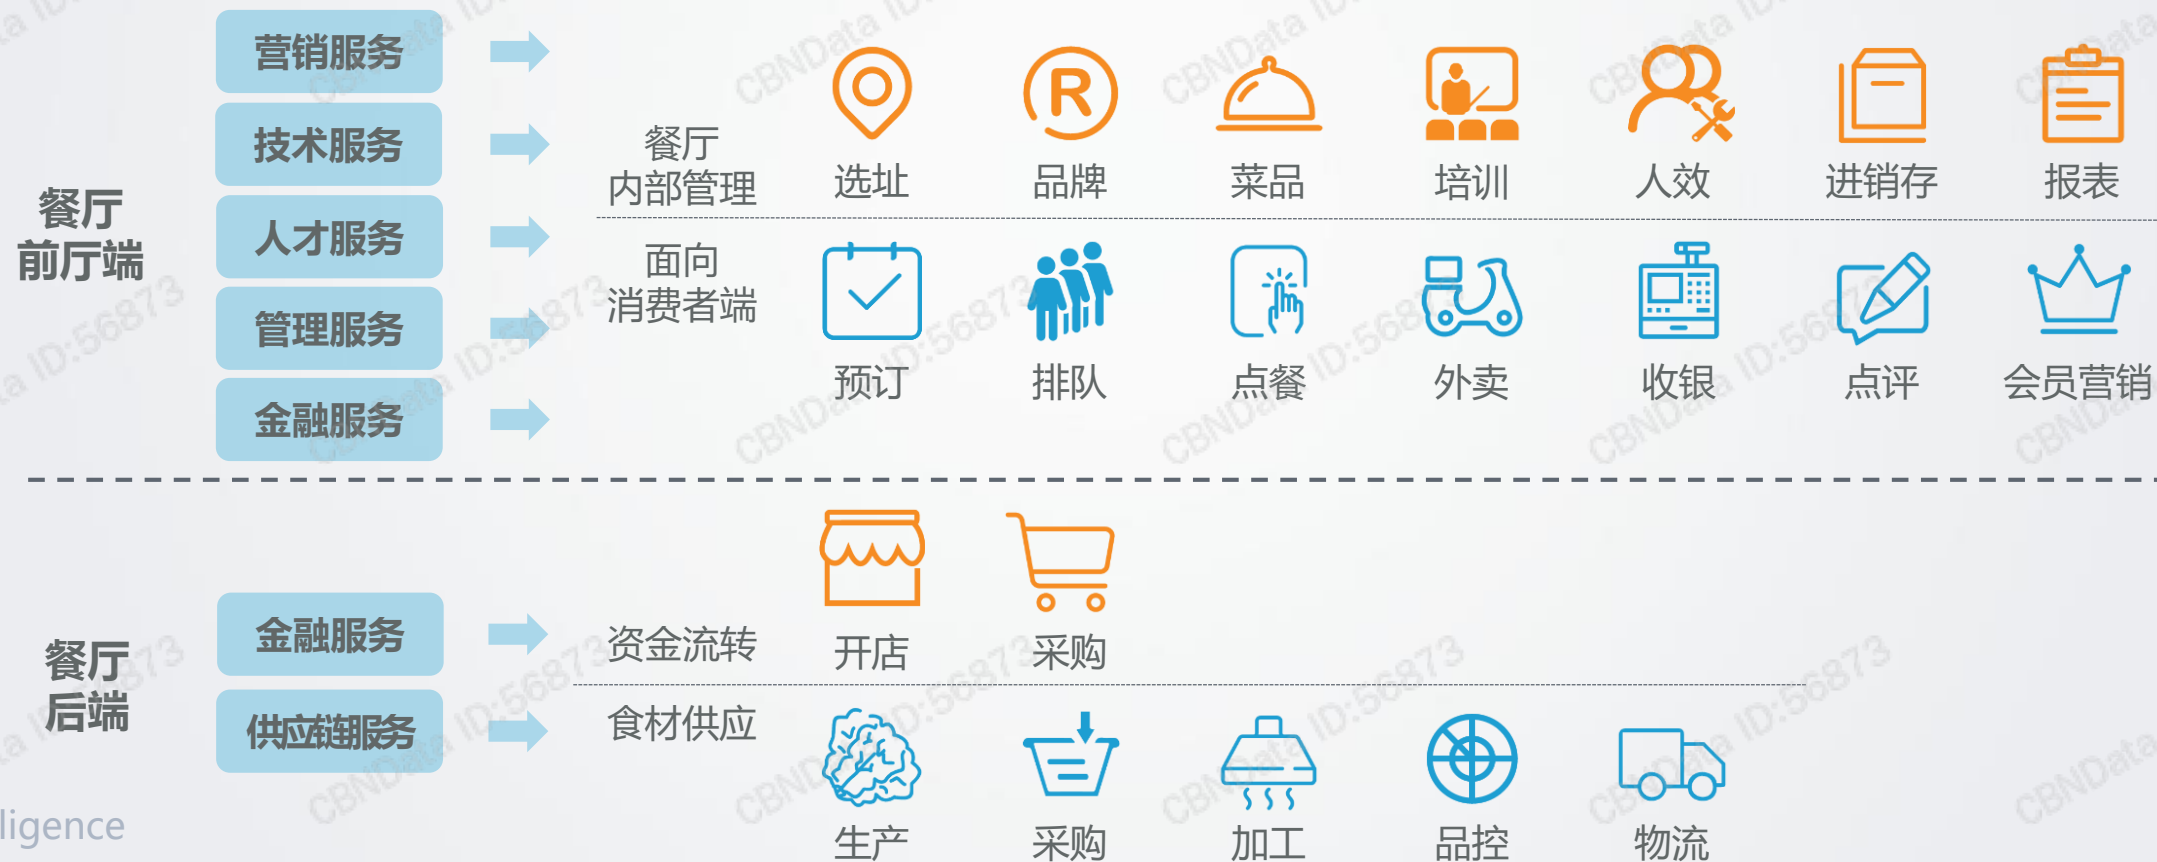 营销服务
技术服务
人才服务
管理服务
金融服务
餐厅
前厅端
餐厅
内部管理
选址 品牌 菜品 培训 人效 进销存 报表
面向
消费者端
预订 排队 点餐 外卖 收银 点评 会员营销
餐厅
后端
金融服务
供应链服务
资金流转
开店 采购
食材供应
生产 采购 加工 品控 物流
R
lligence
CBNData ID:56873